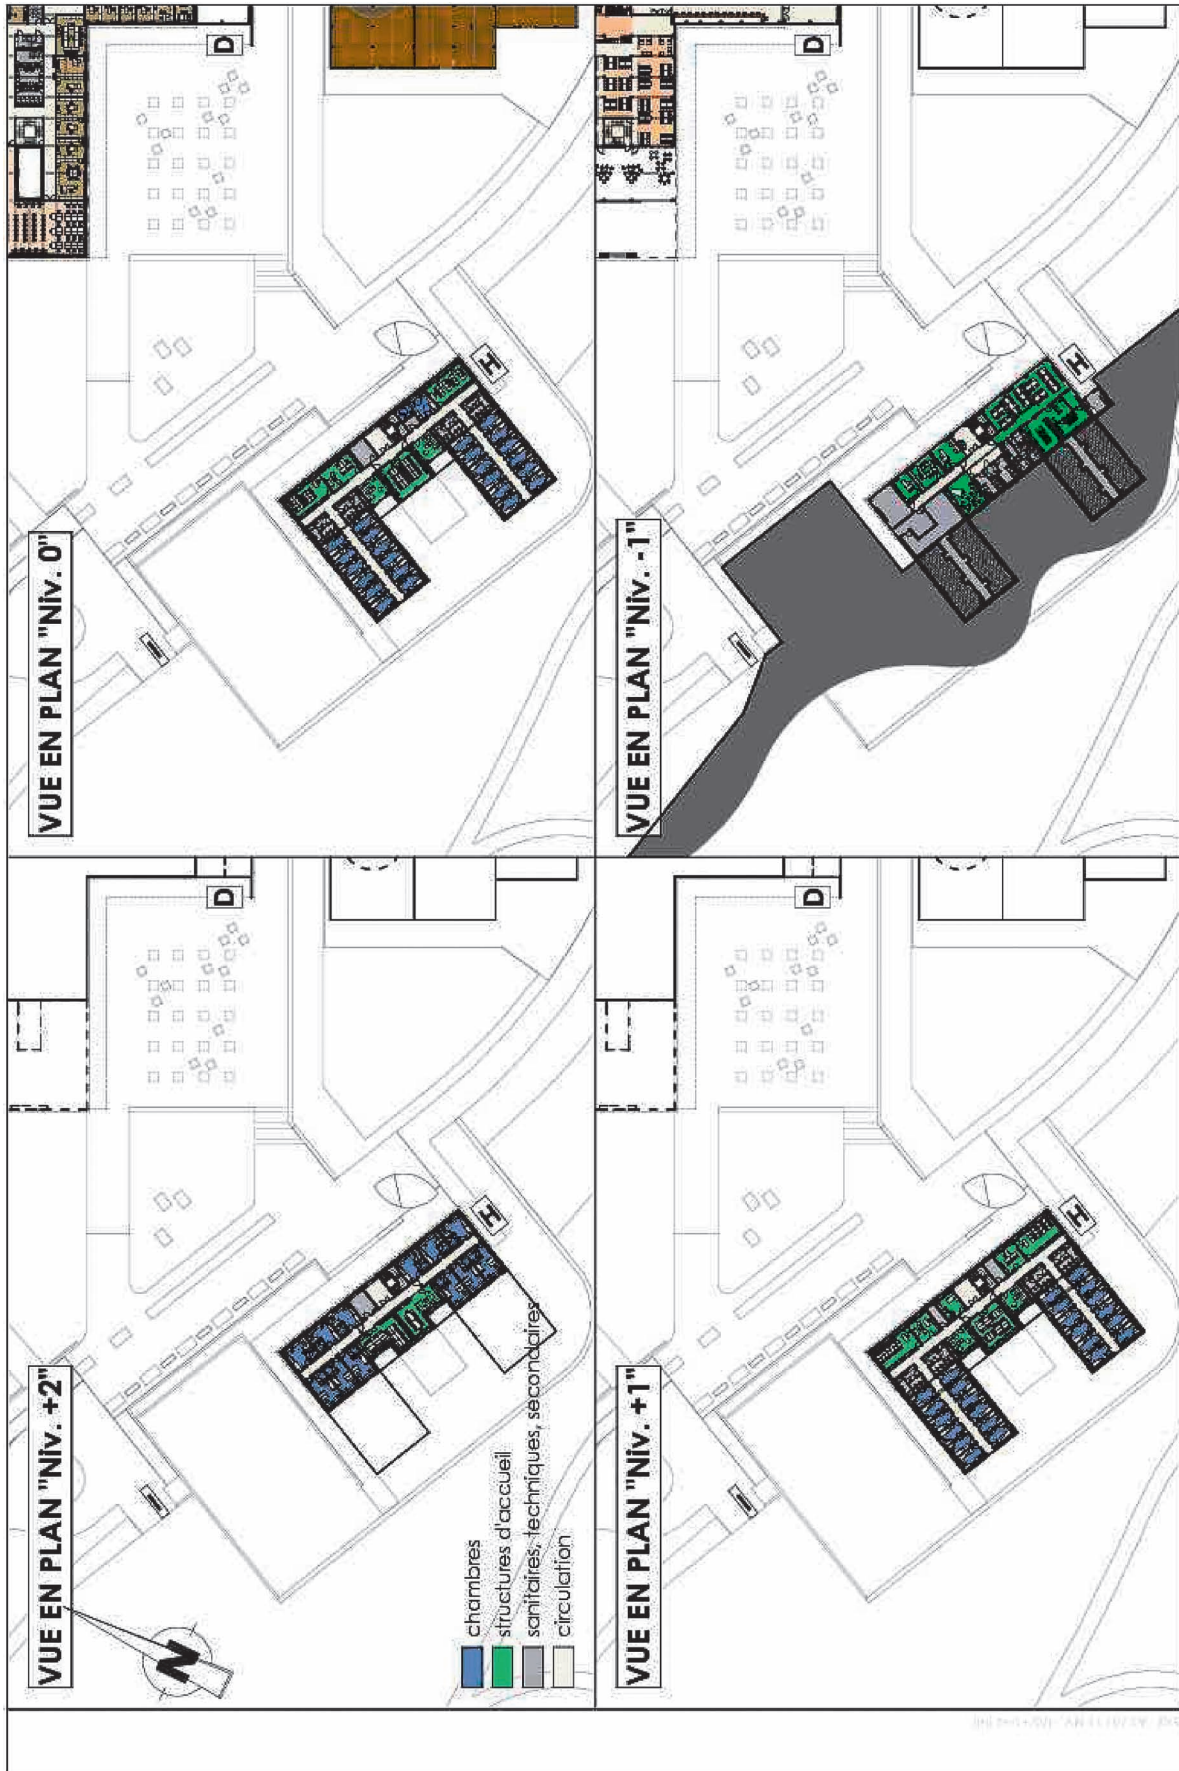 VUE EN PLAN "Niv. +2"
N
D
H
chambres
structures d'accueil
sanitaires, techniques, secondaires
circulation
VUE EN PLAN "Niv. 0"
D
H
VUE EN PLAN "Niv. +1"
D
H
VUE EN PLAN "Niv. -1"
D
H